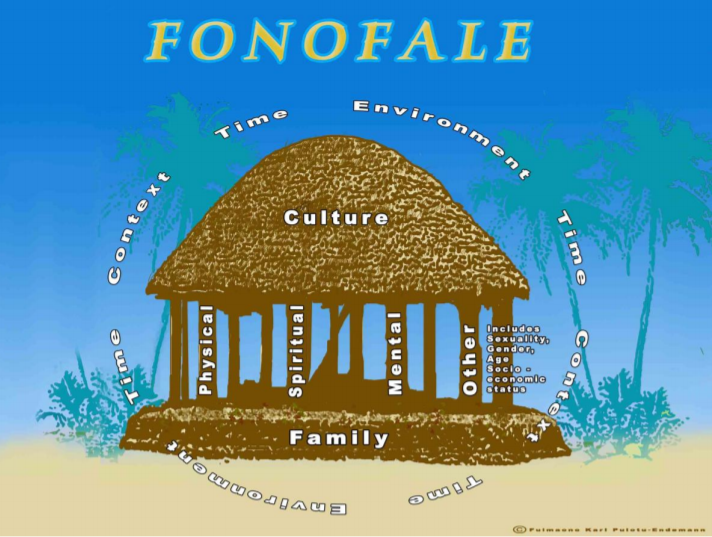 FONOFALE
Time
Environment
Context
Time
Culture
Physical
Spiritual
Mental
Other
Includes
Sexuality,
Gender,
Age
Socio -
economic
status
Time
Context
Family
Environment
Time
© Fuimaono Karl Pulotu-Endemann